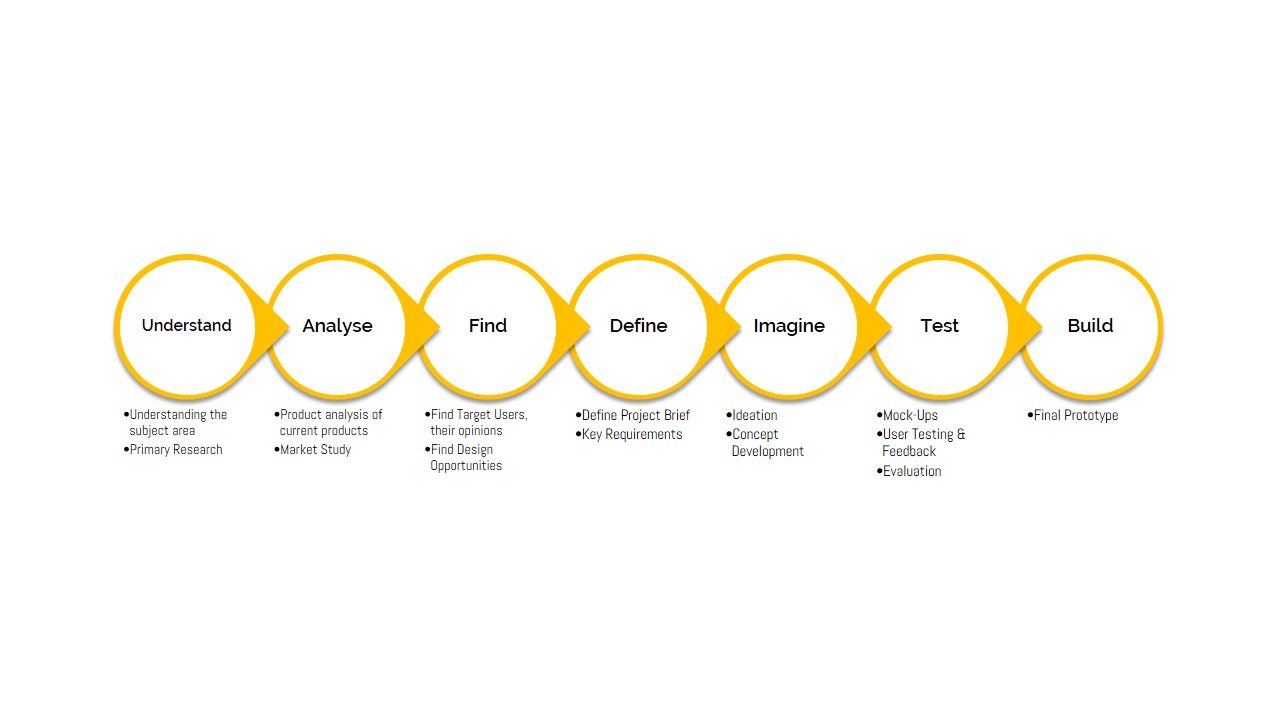 Understand
Analyse
Find
Define
Imagine
Test
Build
•Understanding the
subject area
•Primary Research
•Product analysis of
current products
•Market Study
•Find Target Users,
their opinions
•Find Design
Opportunities
•Define Project Brief
•Key Requirements
•Ideation
•Concept
Development
•Mock-Ups
•User Testing &
Feedback
•Evaluation
•Final Prototype